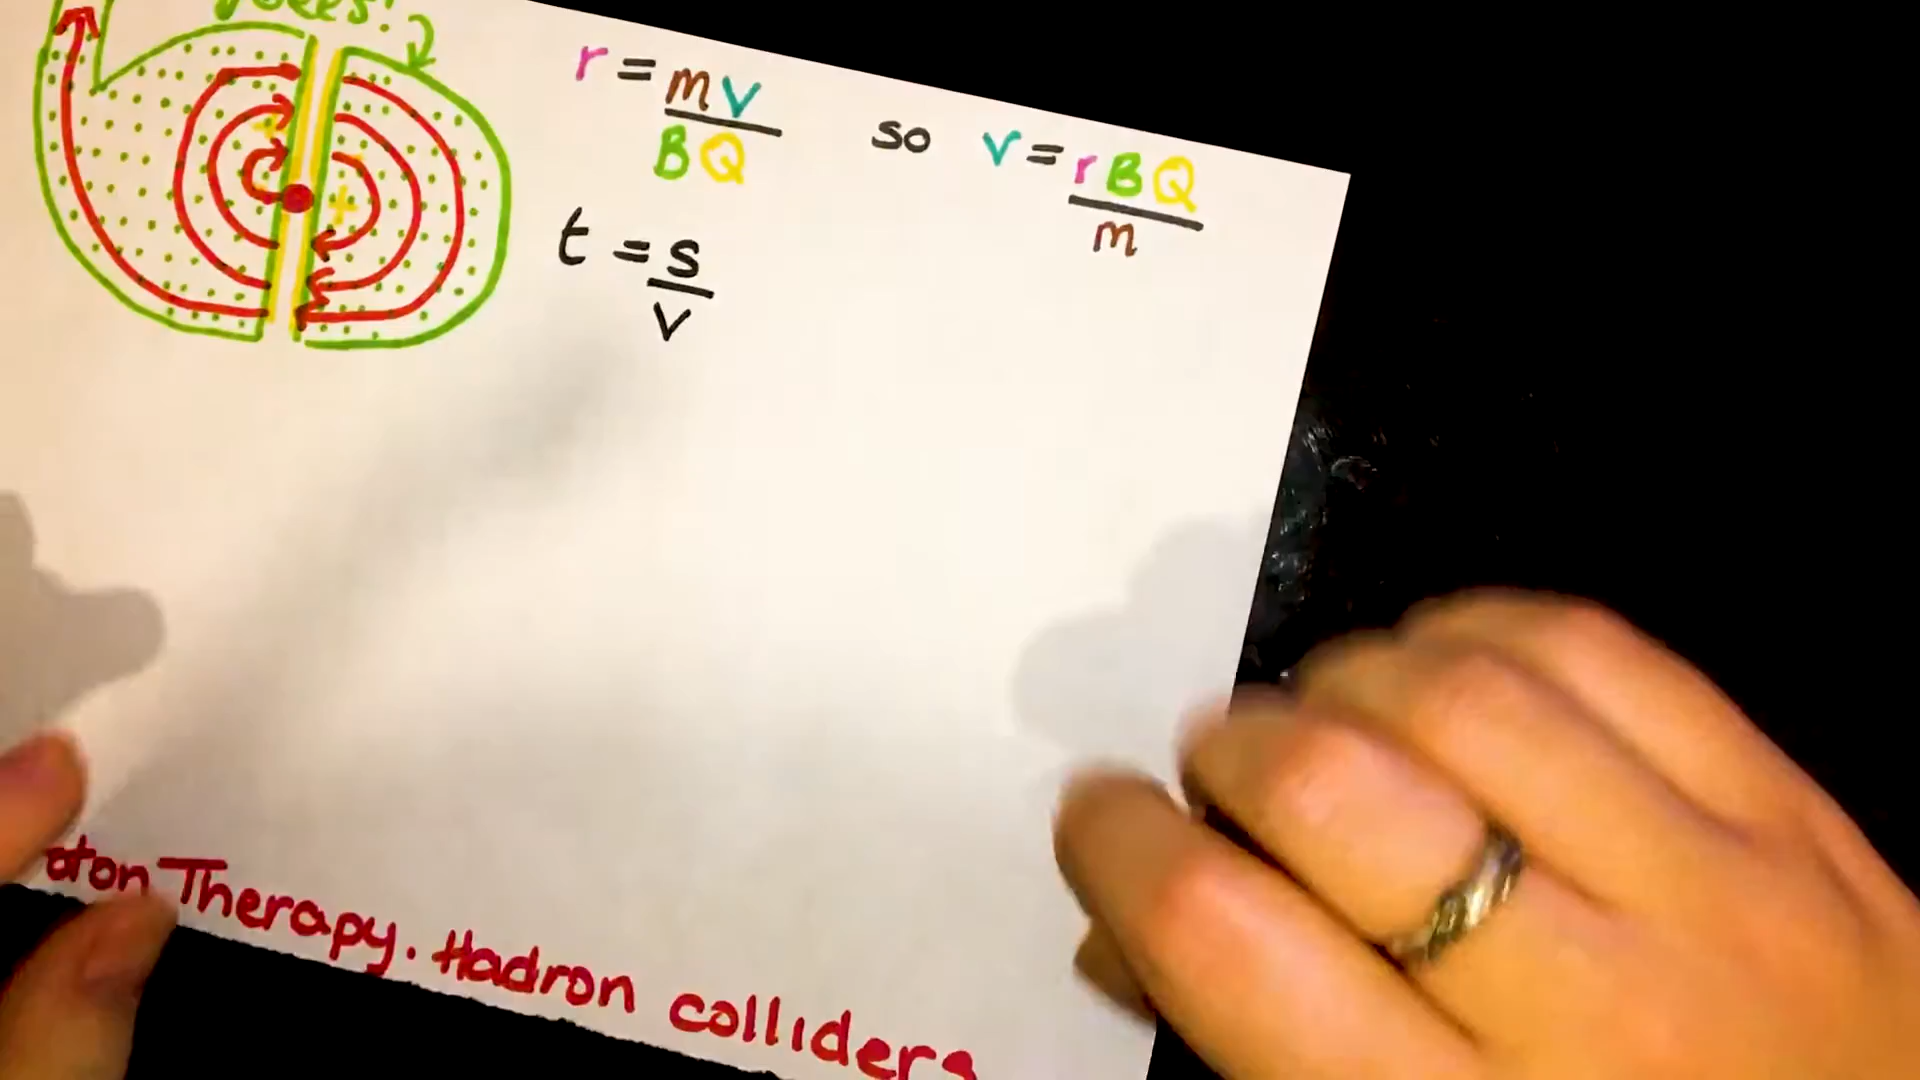 r = mv / BQ so v = rBQ / m
t = s / v
oton Therapy. Hadron colliders